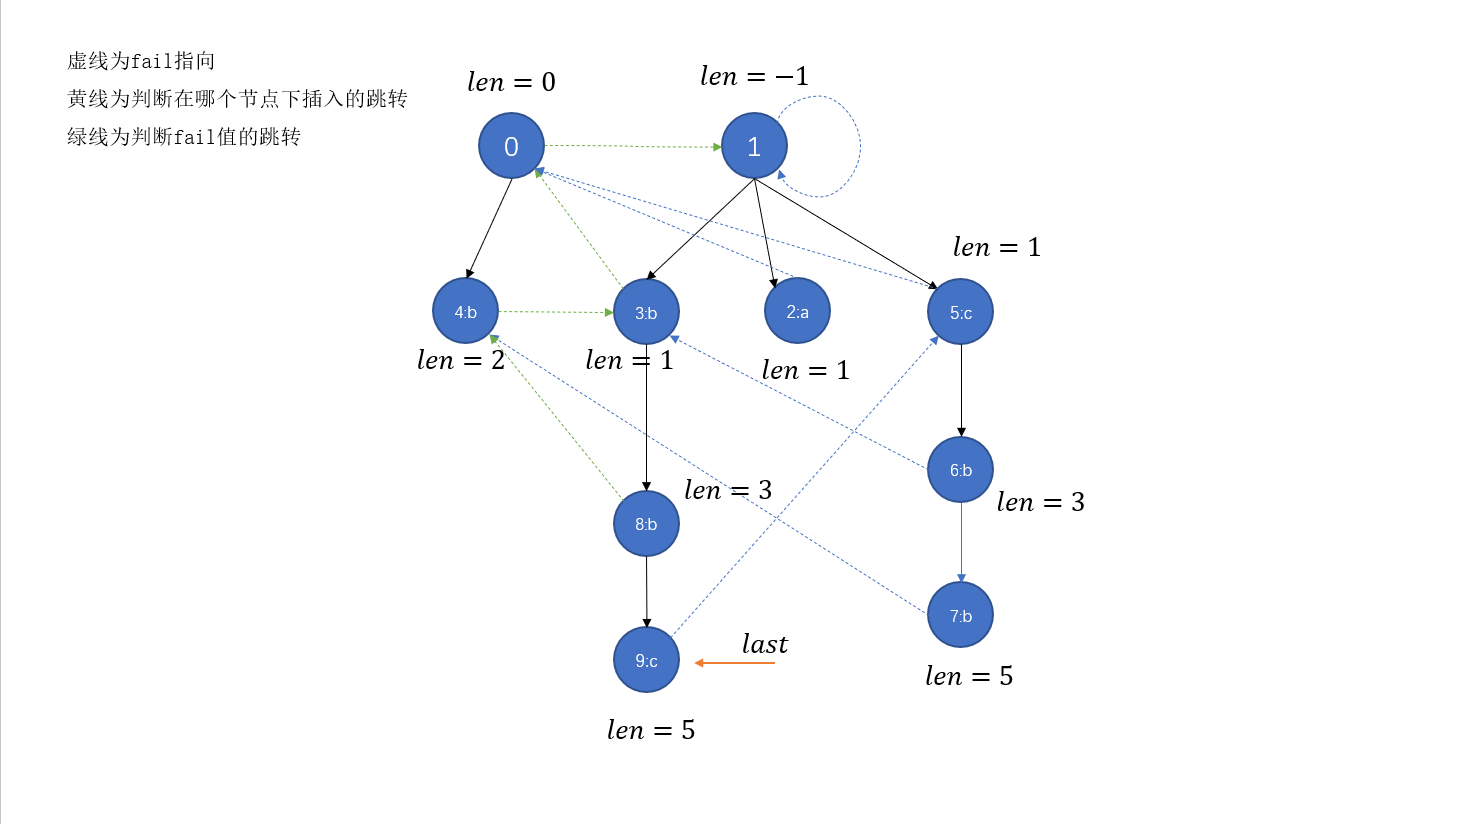 虚线为fail指向
黄线为判断在哪个节点下插入的跳转
绿线为判断fail值的跳转
len = 0
len = −1
0
1
len = 1
4:b
3:b
2:a
5:c
len = 2
len = 1
len = 1
6:b
len = 3
len = 3
8:b
7:b
last
9:c
len = 5
len = 5